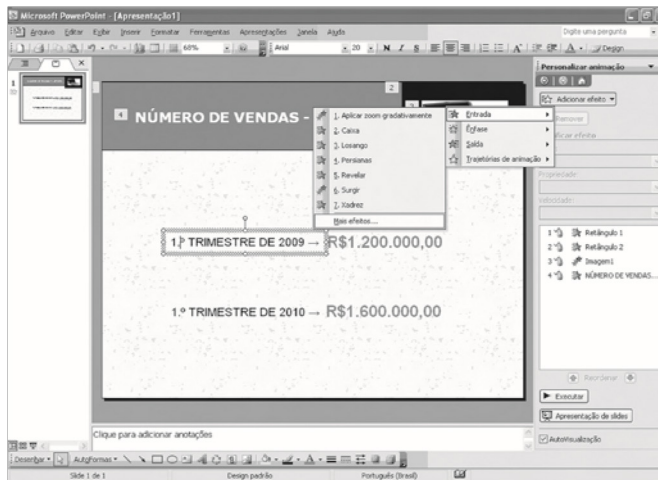 Microsoft PowerPoint - [Apresentação1]
Arquivo Editar Exibir Inserir Formatar Ferramentas Apresentações Janela Ajuda
Digite uma pergunta
68% Arial 20 N I S Design
Personalizar animação
Adicionar efeito
Remover
Modificar efeito
Propriedade:
Velocidade:
1 Retângulo 1
2 Retângulo 2
3 Imagem1
4 NÚMERO DE VENDAS...
Reordenar
Executar
Apresentação de slides
AutoVisualização
Entrada
Ênfase
Saída
Trajetórias de animação
1. Aplicar zoom gradativamente
2. Caixa
3. Losango
4. Persianas
5. Revelar
6. Surgir
7. Xadrez
Mais efeitos...
1
2
4 NÚMERO DE VENDAS -
1.º TRIMESTRE DE 2009 → R$1.200.000,00
1.º TRIMESTRE DE 2010 → R$1.600.000,00
Clique para adicionar anotações
Desenhar AutoFormas
Slide 1 de 1 Design padrão Português (Brasil)